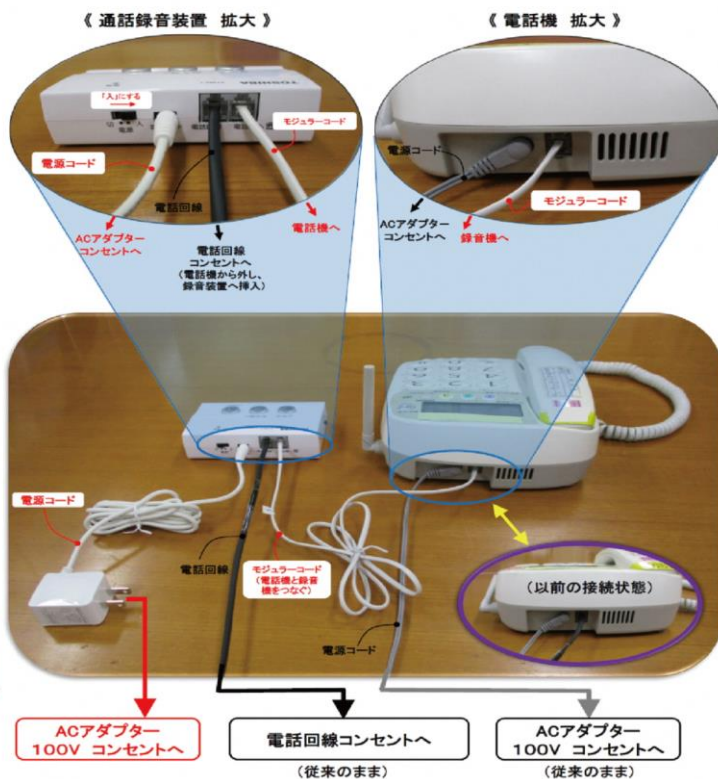 《 通話録音装置 拡大 》
《 電話機 拡大 》
TOSHIBA
「入」にする
切
入
電源
電源コード
電話回線
モジュラーコード
ACアダプター
コンセントへ
電話回線
コンセントへ
(電話機から外し、
録音装置へ挿入)
電話機へ
電源コード
ACアダプター
コンセントへ
録音機へ
モジュラーコード
電源コード
電話回線
モジュラーコード
(電話機と録音
機をつなぐ)
電源コード
(以前の接続状態)
ACアダプター
100V コンセントへ
電話回線コンセントへ
(従来のまま)
ACアダプター
100V コンセントへ
(従来のまま)